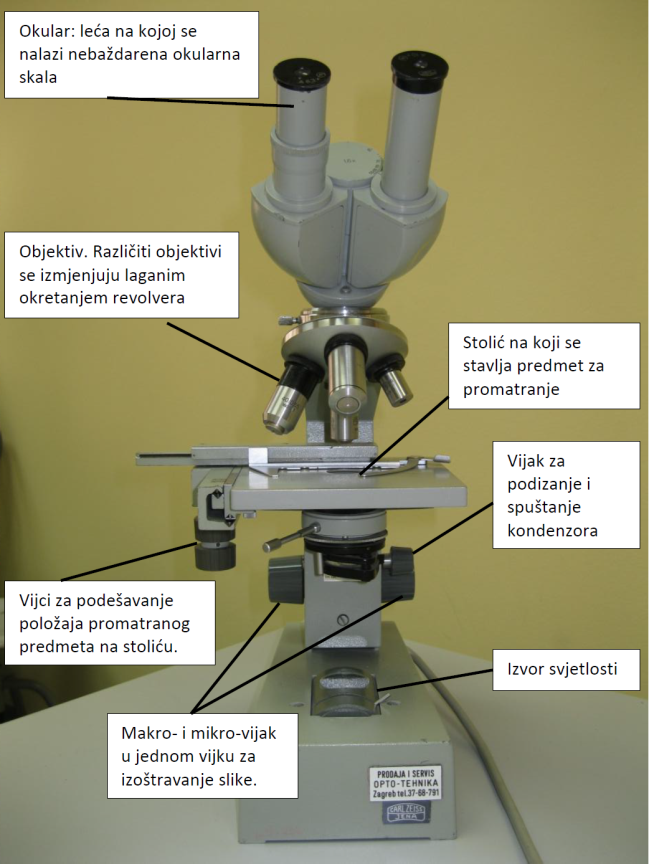 Okular: leća na kojoj se
nalazi nebaždarena okularna
skala
Objektiv. Različiti objektivi
se izmjenjuju laganim
okretanjem revolvera
Stolić na koji se
stavlja predmet za
promatranje
Vijak za
podizanje i
spuštanje
kondenzora
Vijci za podešavanje
položaja promatranog
predmeta na stoliću.
Izvor svjetlosti
Makro- i mikro-vijak
u jednom vijku za
izoštravanje slike.
PRODAJA I SERVIS
OPTO-TEHNIKA
Zagreb tel.37-68-791
CARL ZEISS
JENA